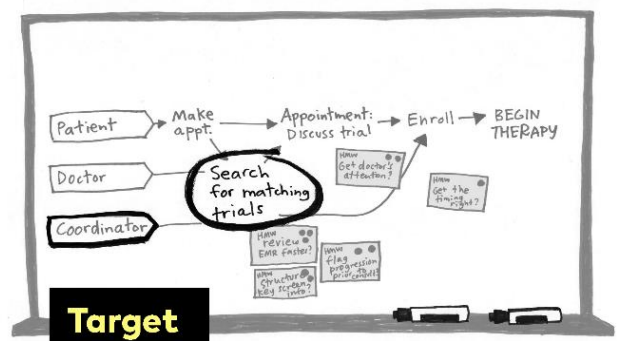 Patient
Make
appt.
Appointment:
Discuss trial
Enroll
BEGIN
THERAPY
Doctor
Search
for matching
trials
HMW
Get doctor's
attention?
HMW
Get the
timing
right?
Coordinator
HMW
review
EMR faster?
HMW
flag
progression
prior to
HMW
Structure
key screen
info?
Target